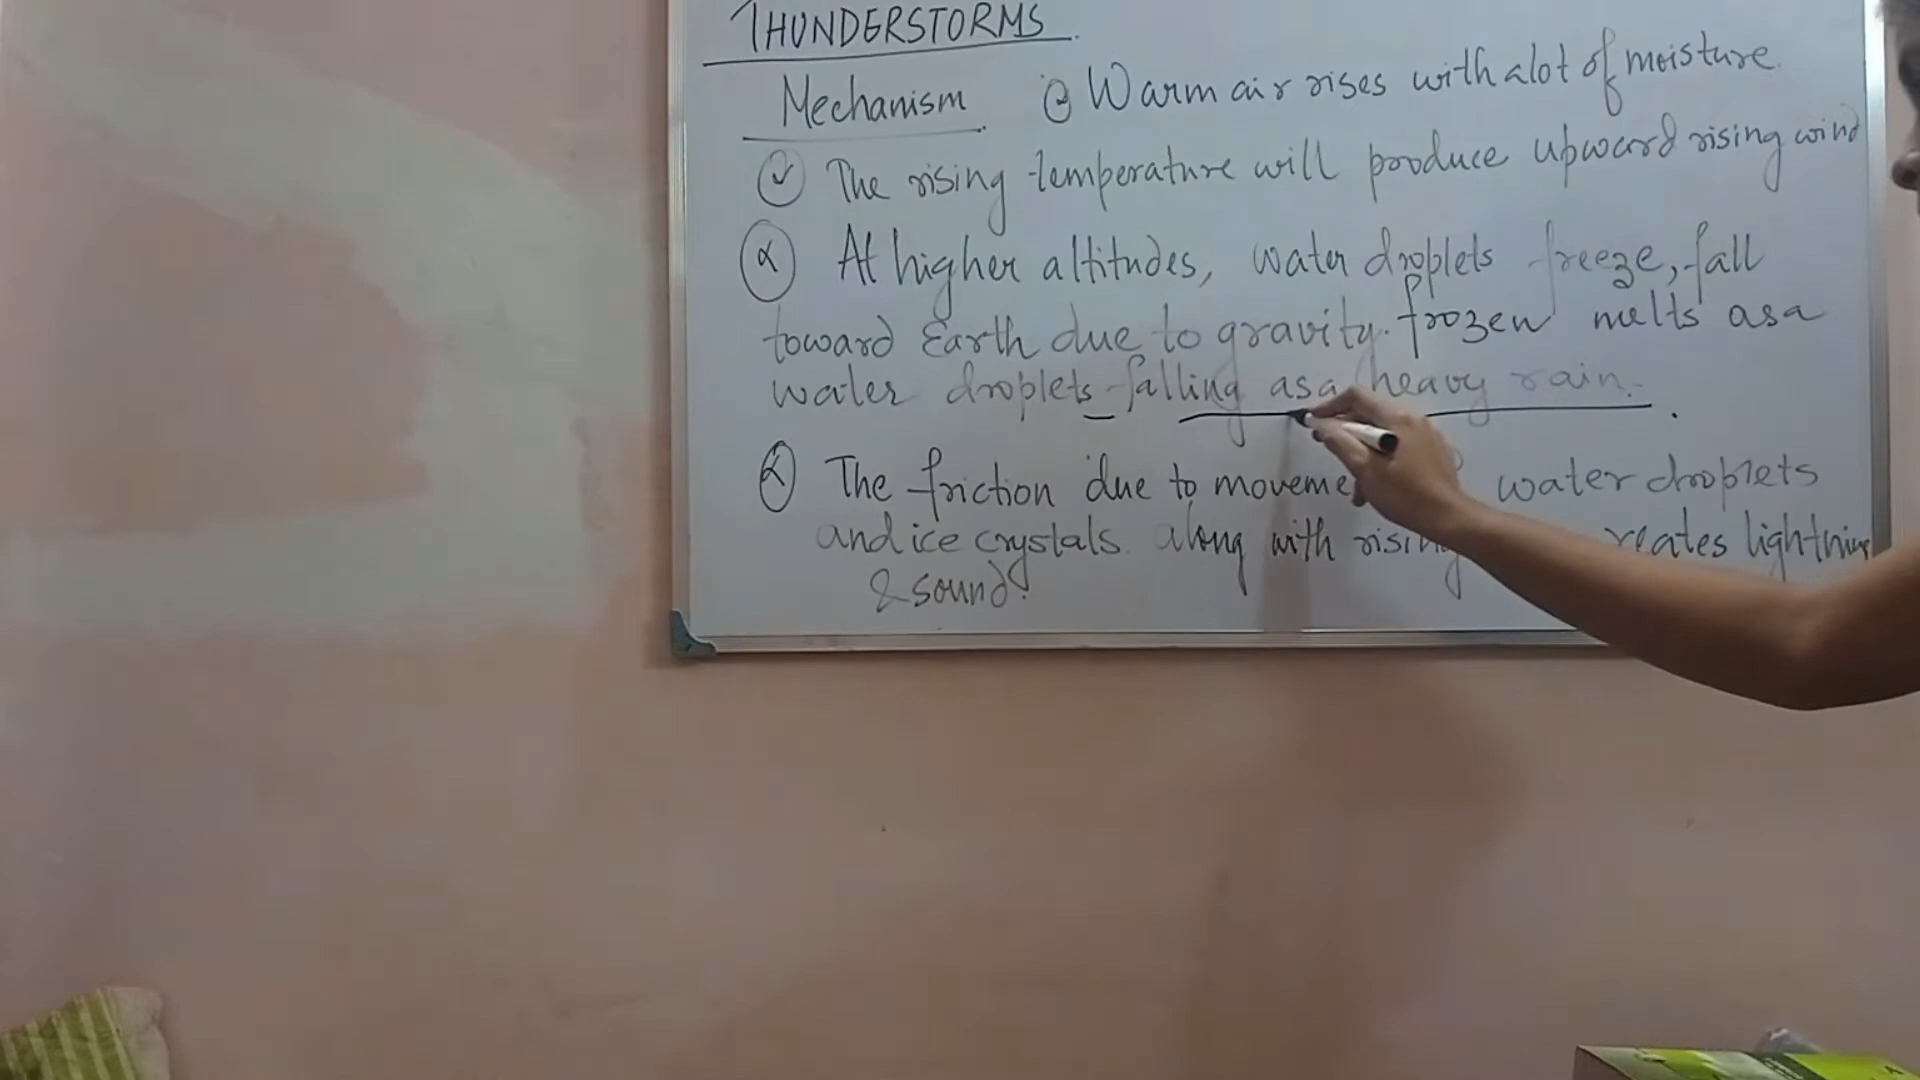 THUNDERSTORMS
Mechanism Warm air rises with a lot of moisture.
The rising temperature will produce upward rising wind
At higher altitudes, water droplets freeze, fall
toward Earth due to gravity. frozen melts as a
water droplets falling as a heavy rain.
The friction due to moveme water droplets
and ice crystals along with rising reates lightning
& sound.